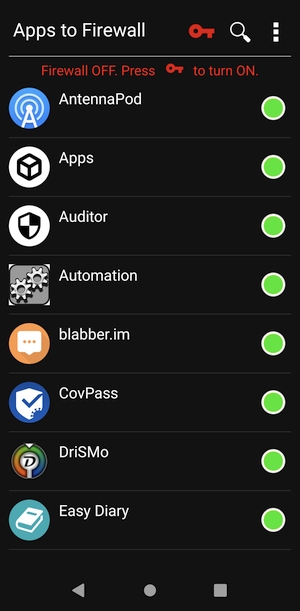 Apps to Firewall
Firewall OFF. Press to turn ON.
AntennaPod
Apps
Auditor
Automation
blabber.im
CovPass
DriSMo
D
Easy Diary